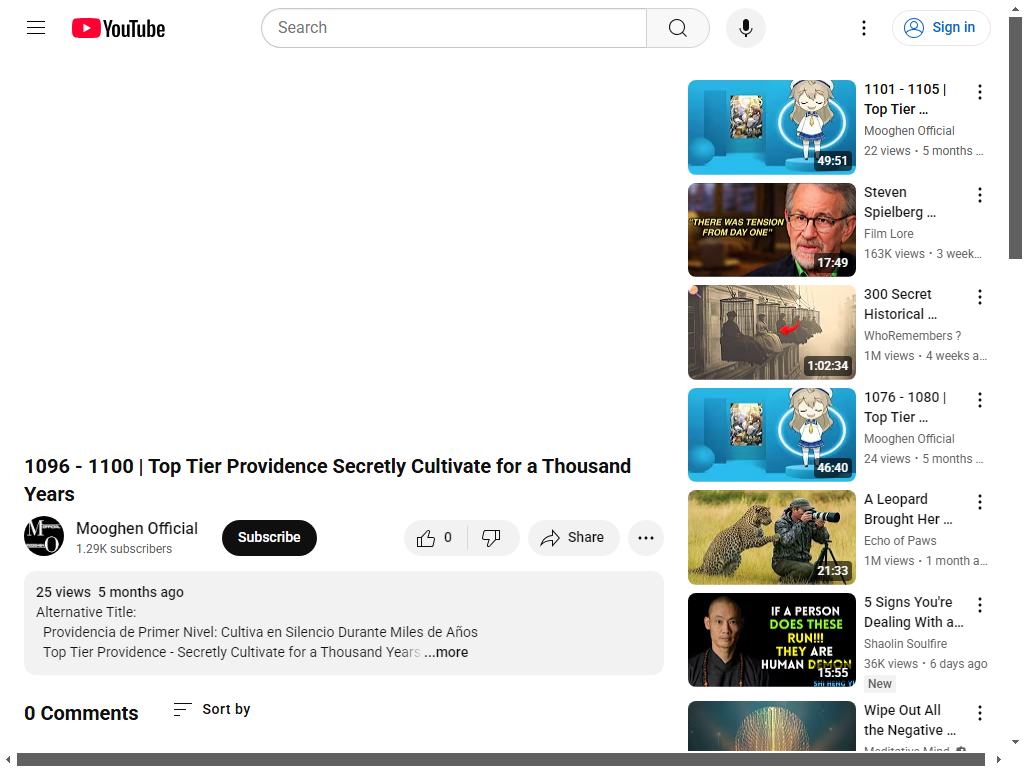 YouTube
Search
Sign in
1096 - 1100 | Top Tier Providence Secretly Cultivate for a Thousand
Years
Mooghen Official
1.29K subscribers
Subscribe
0
Share
25 views 5 months ago
Alternative Title:
Providencia de Primer Nivel: Cultiva en Silencio Durante Miles de Años
Top Tier Providence - Secretly Cultivate for a Thousand Years ...more
0 Comments
Sort by
49:51
1101 - 1105 |
Top Tier ...
Mooghen Official
22 views • 5 months ...
"THERE WAS TENSION
FROM DAY ONE"
17:49
Steven
Spielberg ...
Film Lore
163K views • 3 week...
1:02:34
300 Secret
Historical ...
WhoRemembers ?
1M views • 4 weeks a...
46:40
1076 - 1080 |
Top Tier ...
Mooghen Official
24 views • 5 months ...
21:33
A Leopard
Brought Her ...
Echo of Paws
1M views • 1 month a...
IF A PERSON
DOES THESE
RUN!!!
THEY ARE
HUMAN DEMON
15:55
SHI HENG YI
5 Signs You're
Dealing With a...
Shaolin Soulfire
36K views • 6 days ago
New
Wipe Out All
the Negative ...
Meditative Mind